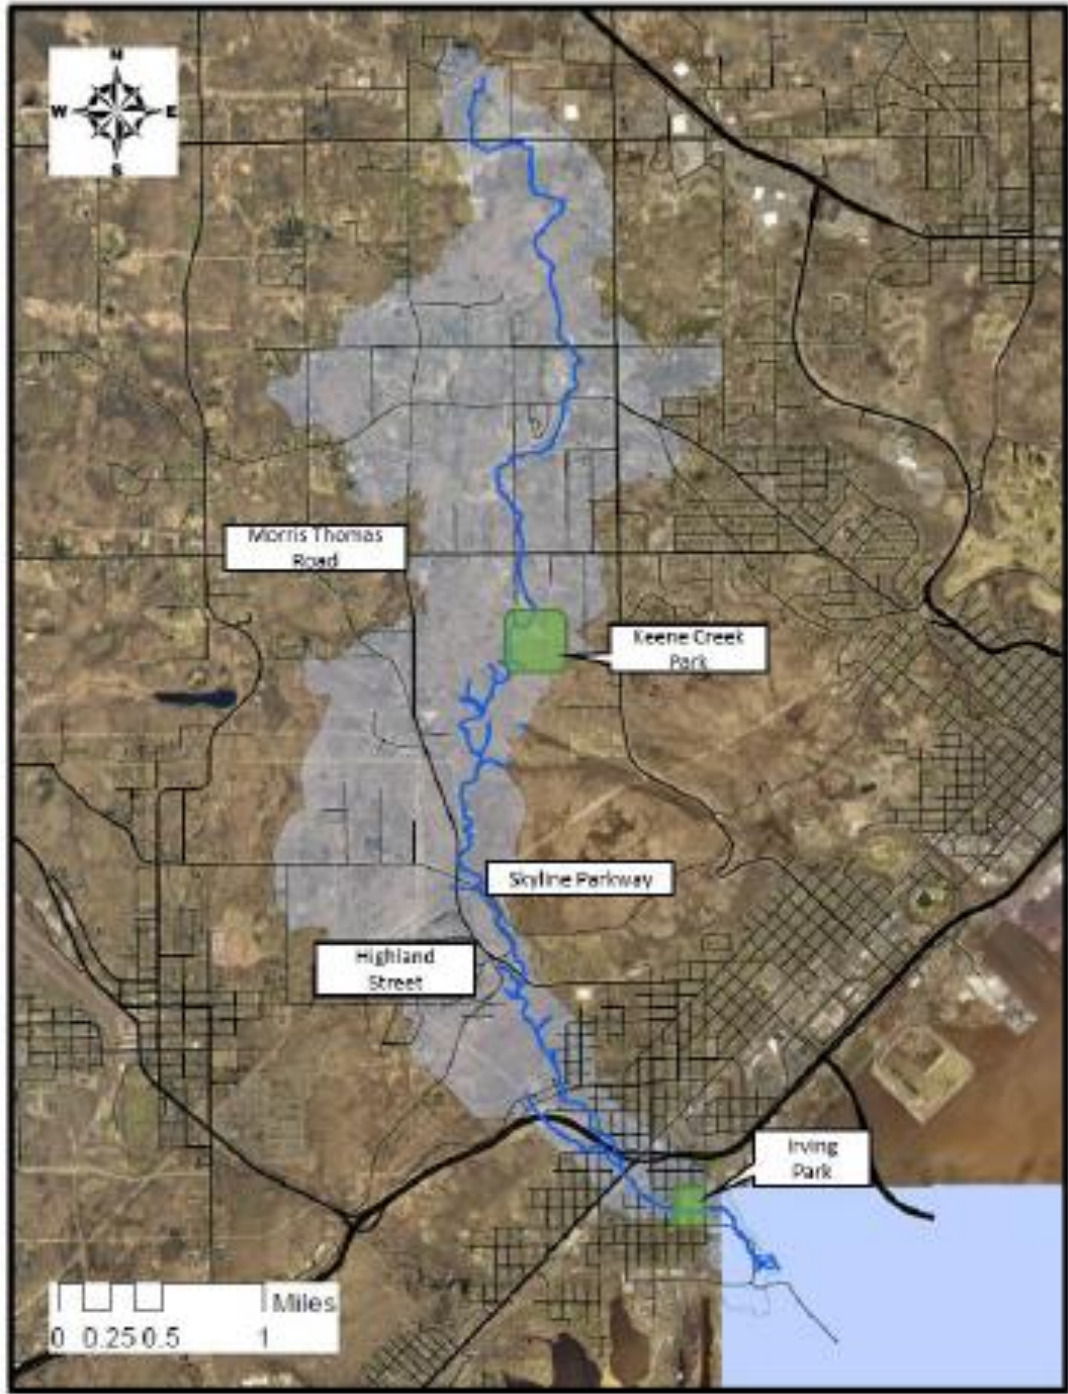 N
W E
S
Morris Thomas
Road
Keene Creek
Park
Skyline Parkway
Highland
Street
Irving
Park
Miles
0 0.25 0.5 1